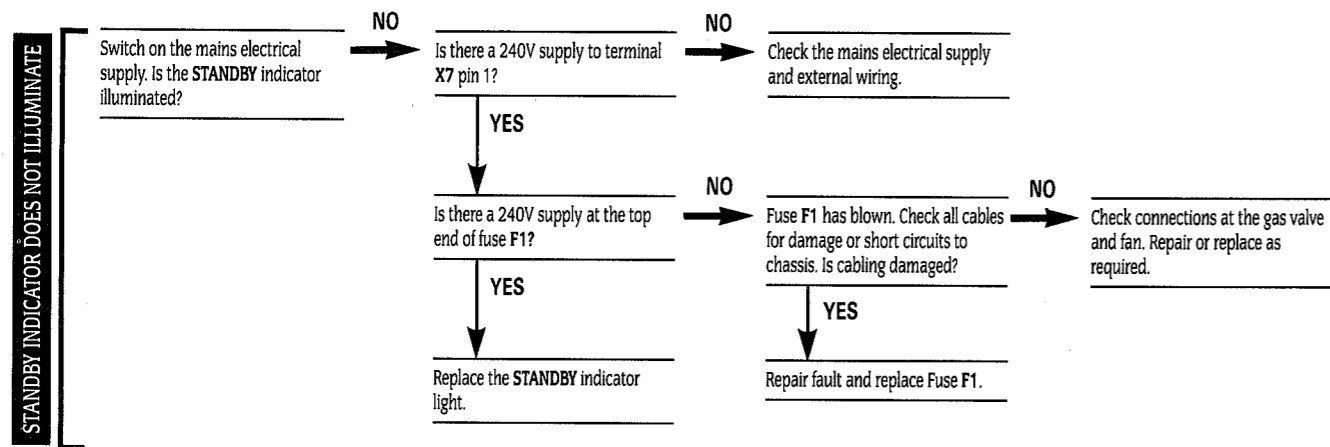 STANDBY INDICATOR DOES NOT ILLUMINATE
Switch on the mains electrical
supply. Is the STANDBY indicator
illuminated?
NO
Is there a 240V supply to terminal
X7 pin 1?
NO
Check the mains electrical supply
and external wiring.
YES
Is there a 240V supply at the top
end of fuse F1?
NO
Fuse F1 has blown. Check all cables
for damage or short circuits to
chassis. Is cabling damaged?
NO
Check connections at the gas valve
and fan. Repair or replace as
required.
YES
Replace the STANDBY indicator
light.
YES
Repair fault and replace Fuse F1.